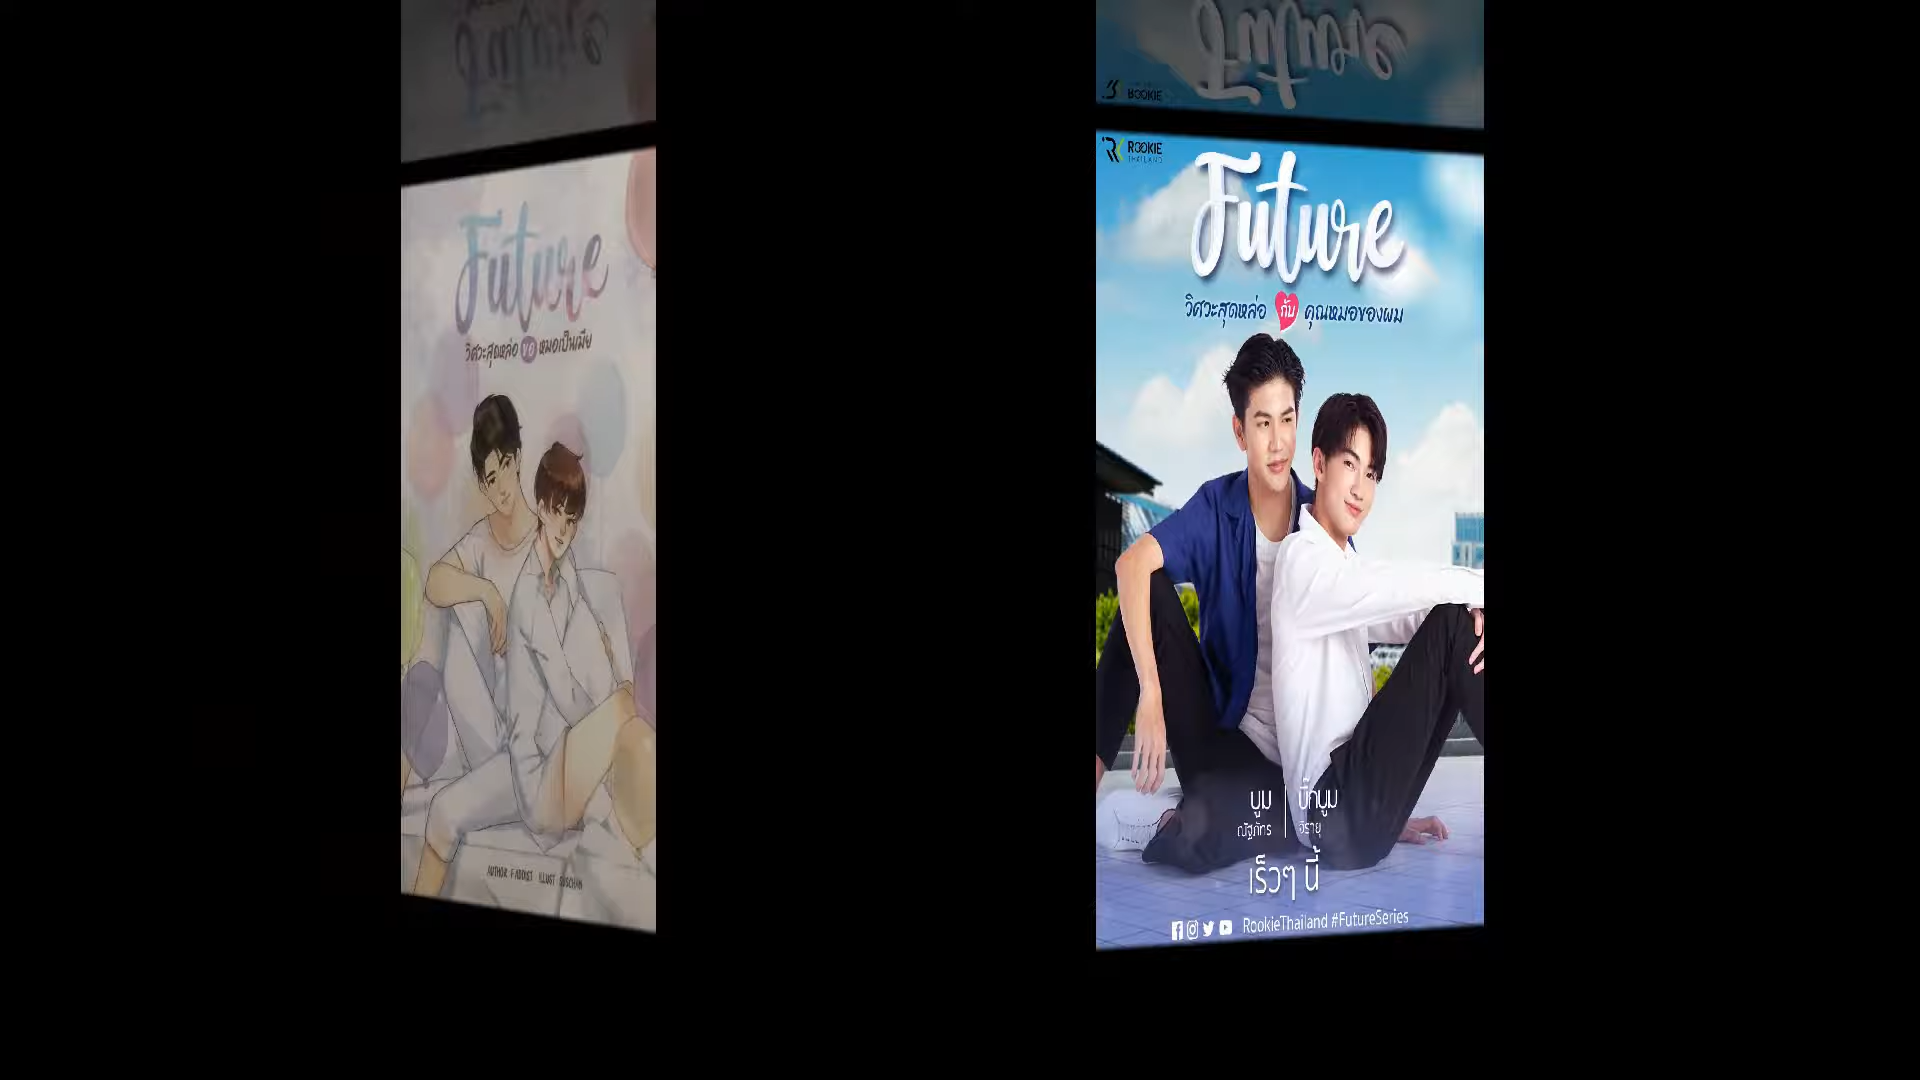 Future
วิศวะสุดหล่อ VS หมอเป็นเมีย
AUTHOR FADDIST ILLUST RUSCHAN
ROOKIE
THAILAND
Future
วิศวะสุดหล่อ กับ คุณหมอของผม
บูม
ณัฐภัทร
บิ๊กบูม
จิรายุ
เร็วๆ นี้
RookieThailand #FutureSeries